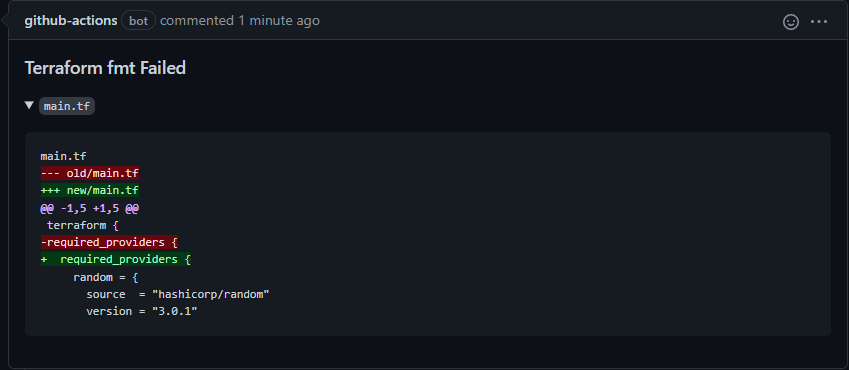 github-actions bot commented 1 minute ago
Terraform fmt Failed
main.tf
main.tf
--- old/main.tf
+++ new/main.tf
@@ -1,5 +1,5 @@
 terraform {
-required_providers {
+  required_providers {
     random = {
       source  = "hashicorp/random"
       version = "3.0.1"